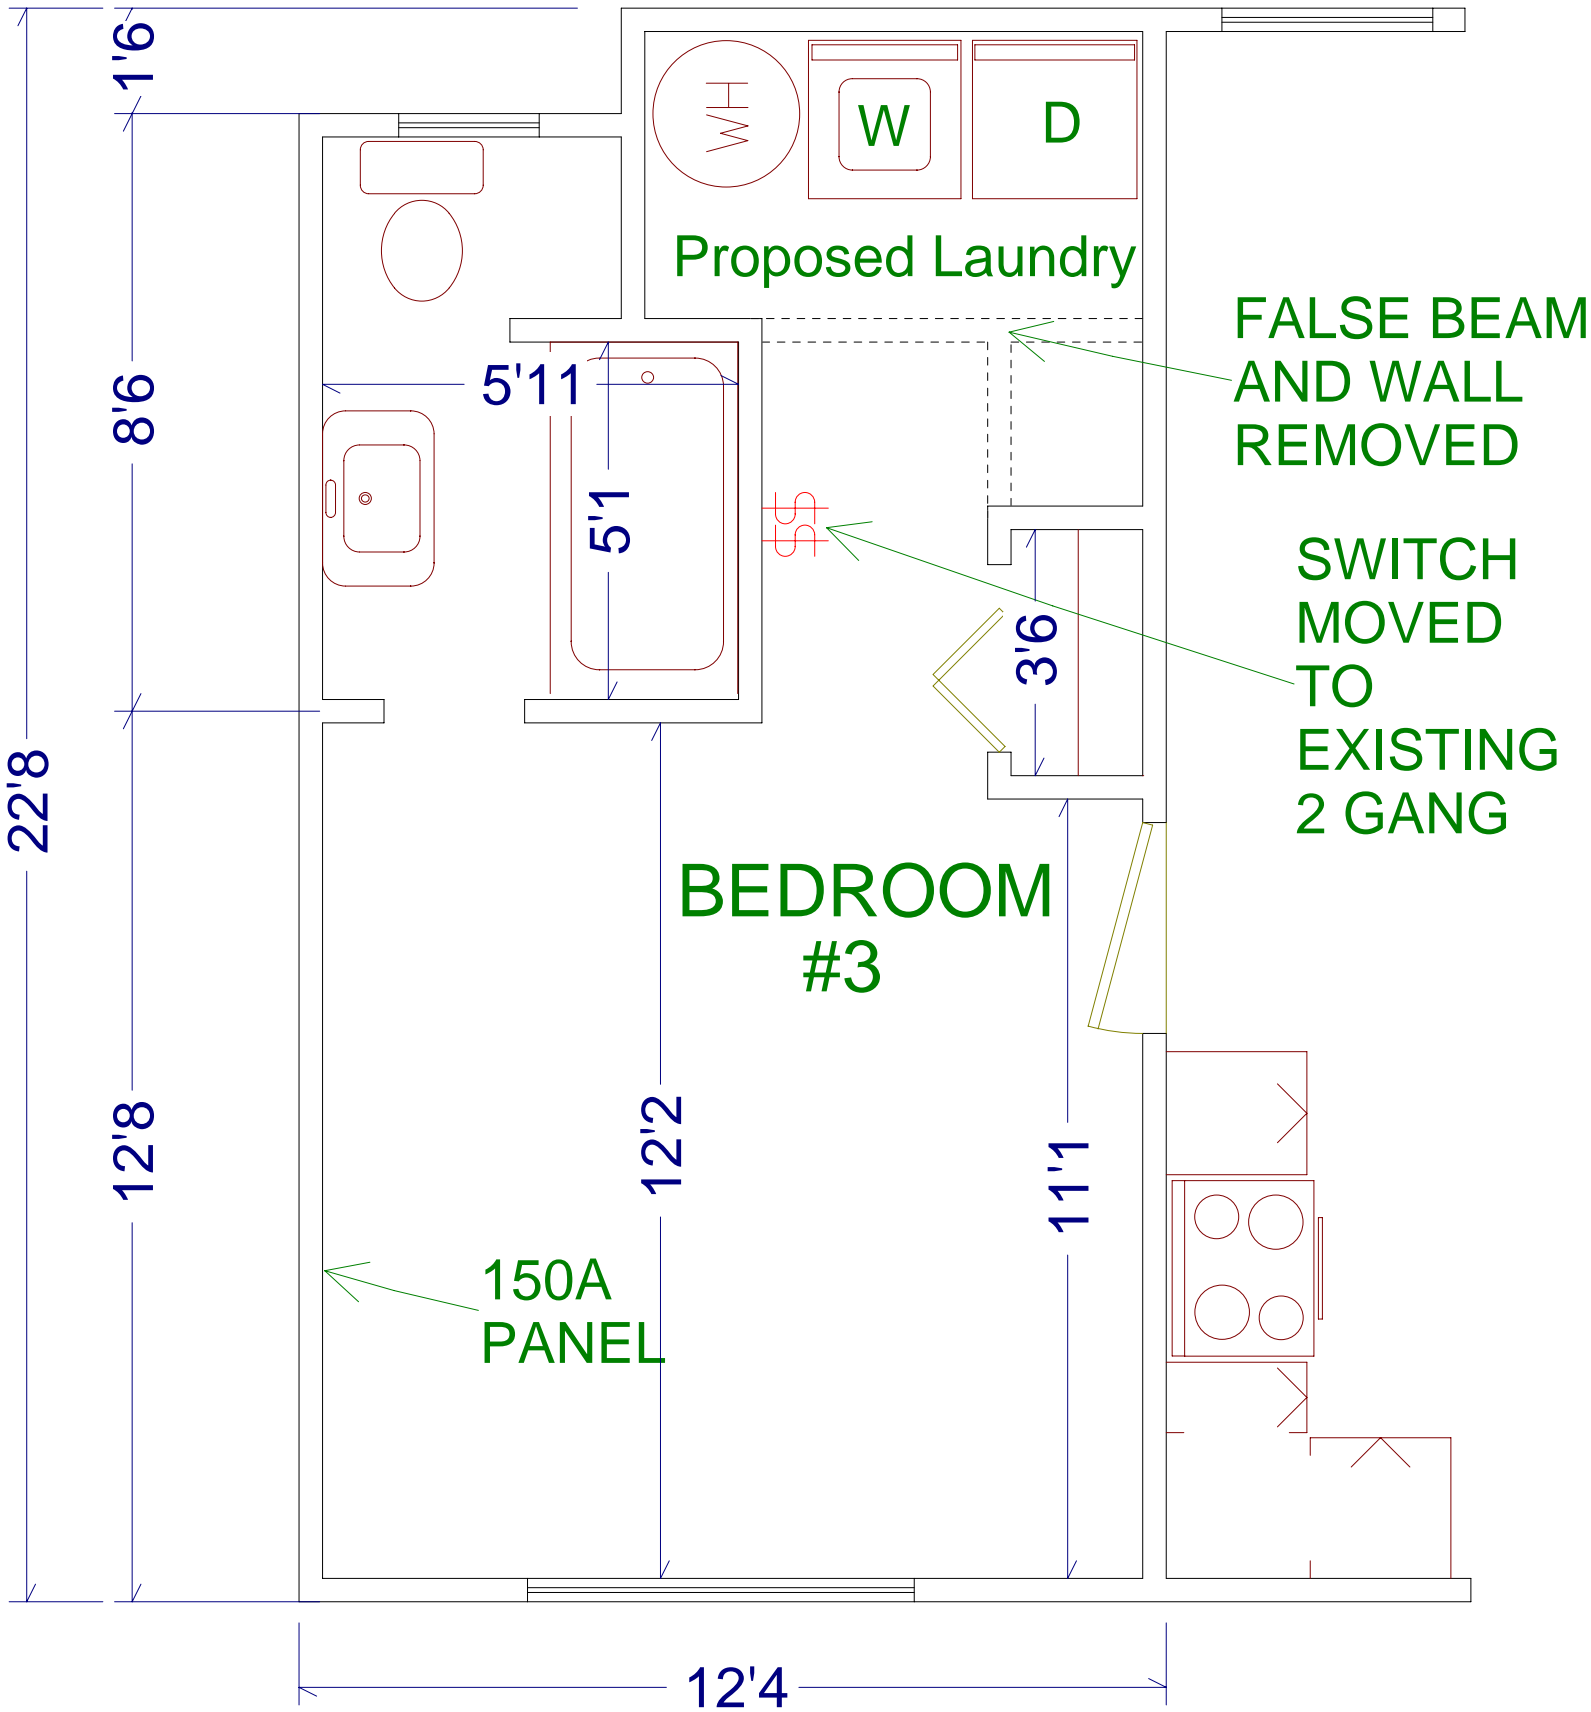 1'6
WH
W
D
Proposed Laundry
FALSE BEAM
AND WALL
REMOVED
8'6
5'11
5'1
$$
SWITCH
MOVED
TO
EXISTING
2 GANG
3'6
22'8
BEDROOM
#3
12'8
12'2
11'1
150A
PANEL
12'4